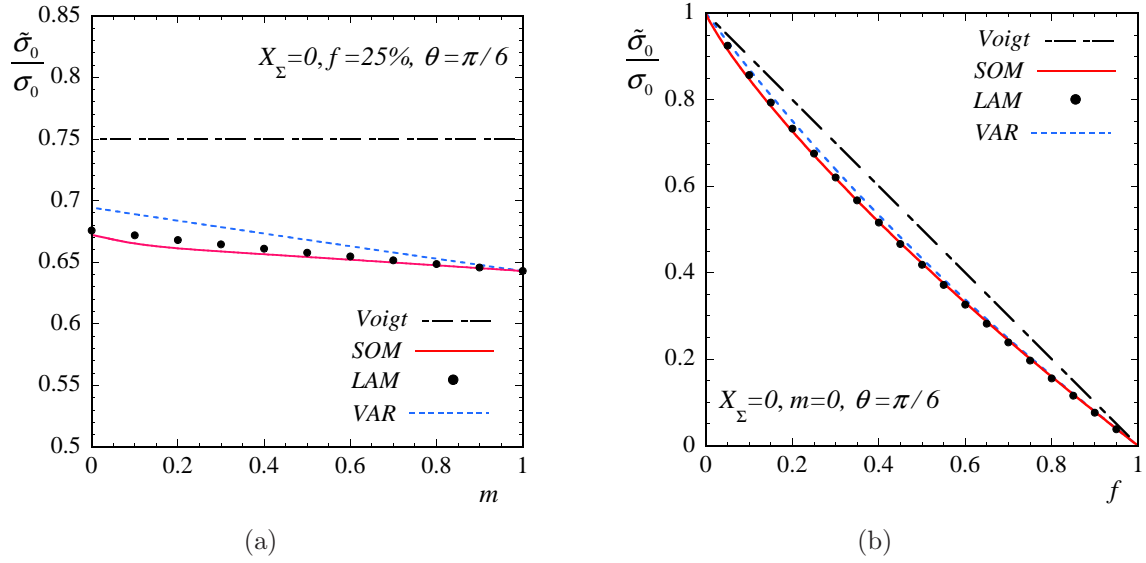 0.85
σ̃₀
σ₀
X_Σ=0, f =25%, θ =π/6
0.8
0.75
0.7
0.65
0.6
0.55
0.5
Voigt
SOM
LAM
VAR
0 0.2 0.4 0.6 0.8 1
m
(a)
1
σ̃₀
σ₀
Voigt
SOM
LAM
VAR
0.8
0.6
0.4
0.2
0
X_Σ=0, m=0, θ =π/6
0 0.2 0.4 0.6 0.8 1
f
(b)